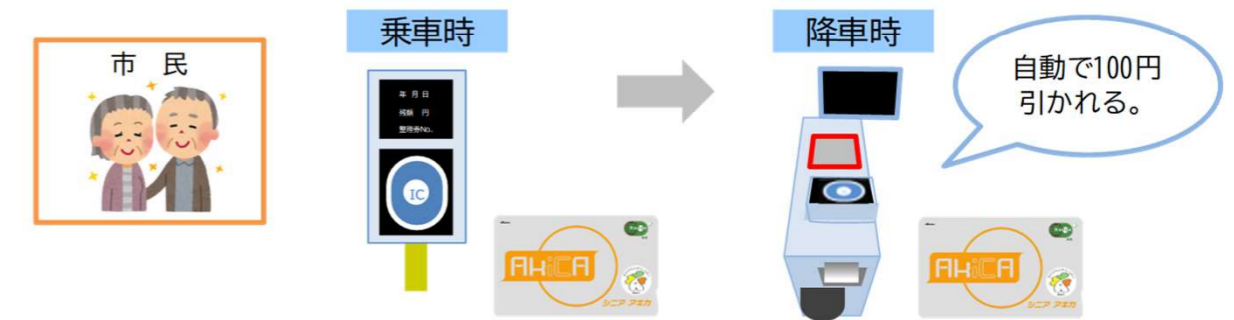 市 民
乗車時
年 月 日
残額 円
整理券No.
IC
AkiCA
シニア アキカ
降車時
自動で100円
引かれる。
AkiCA
シニア アキカ